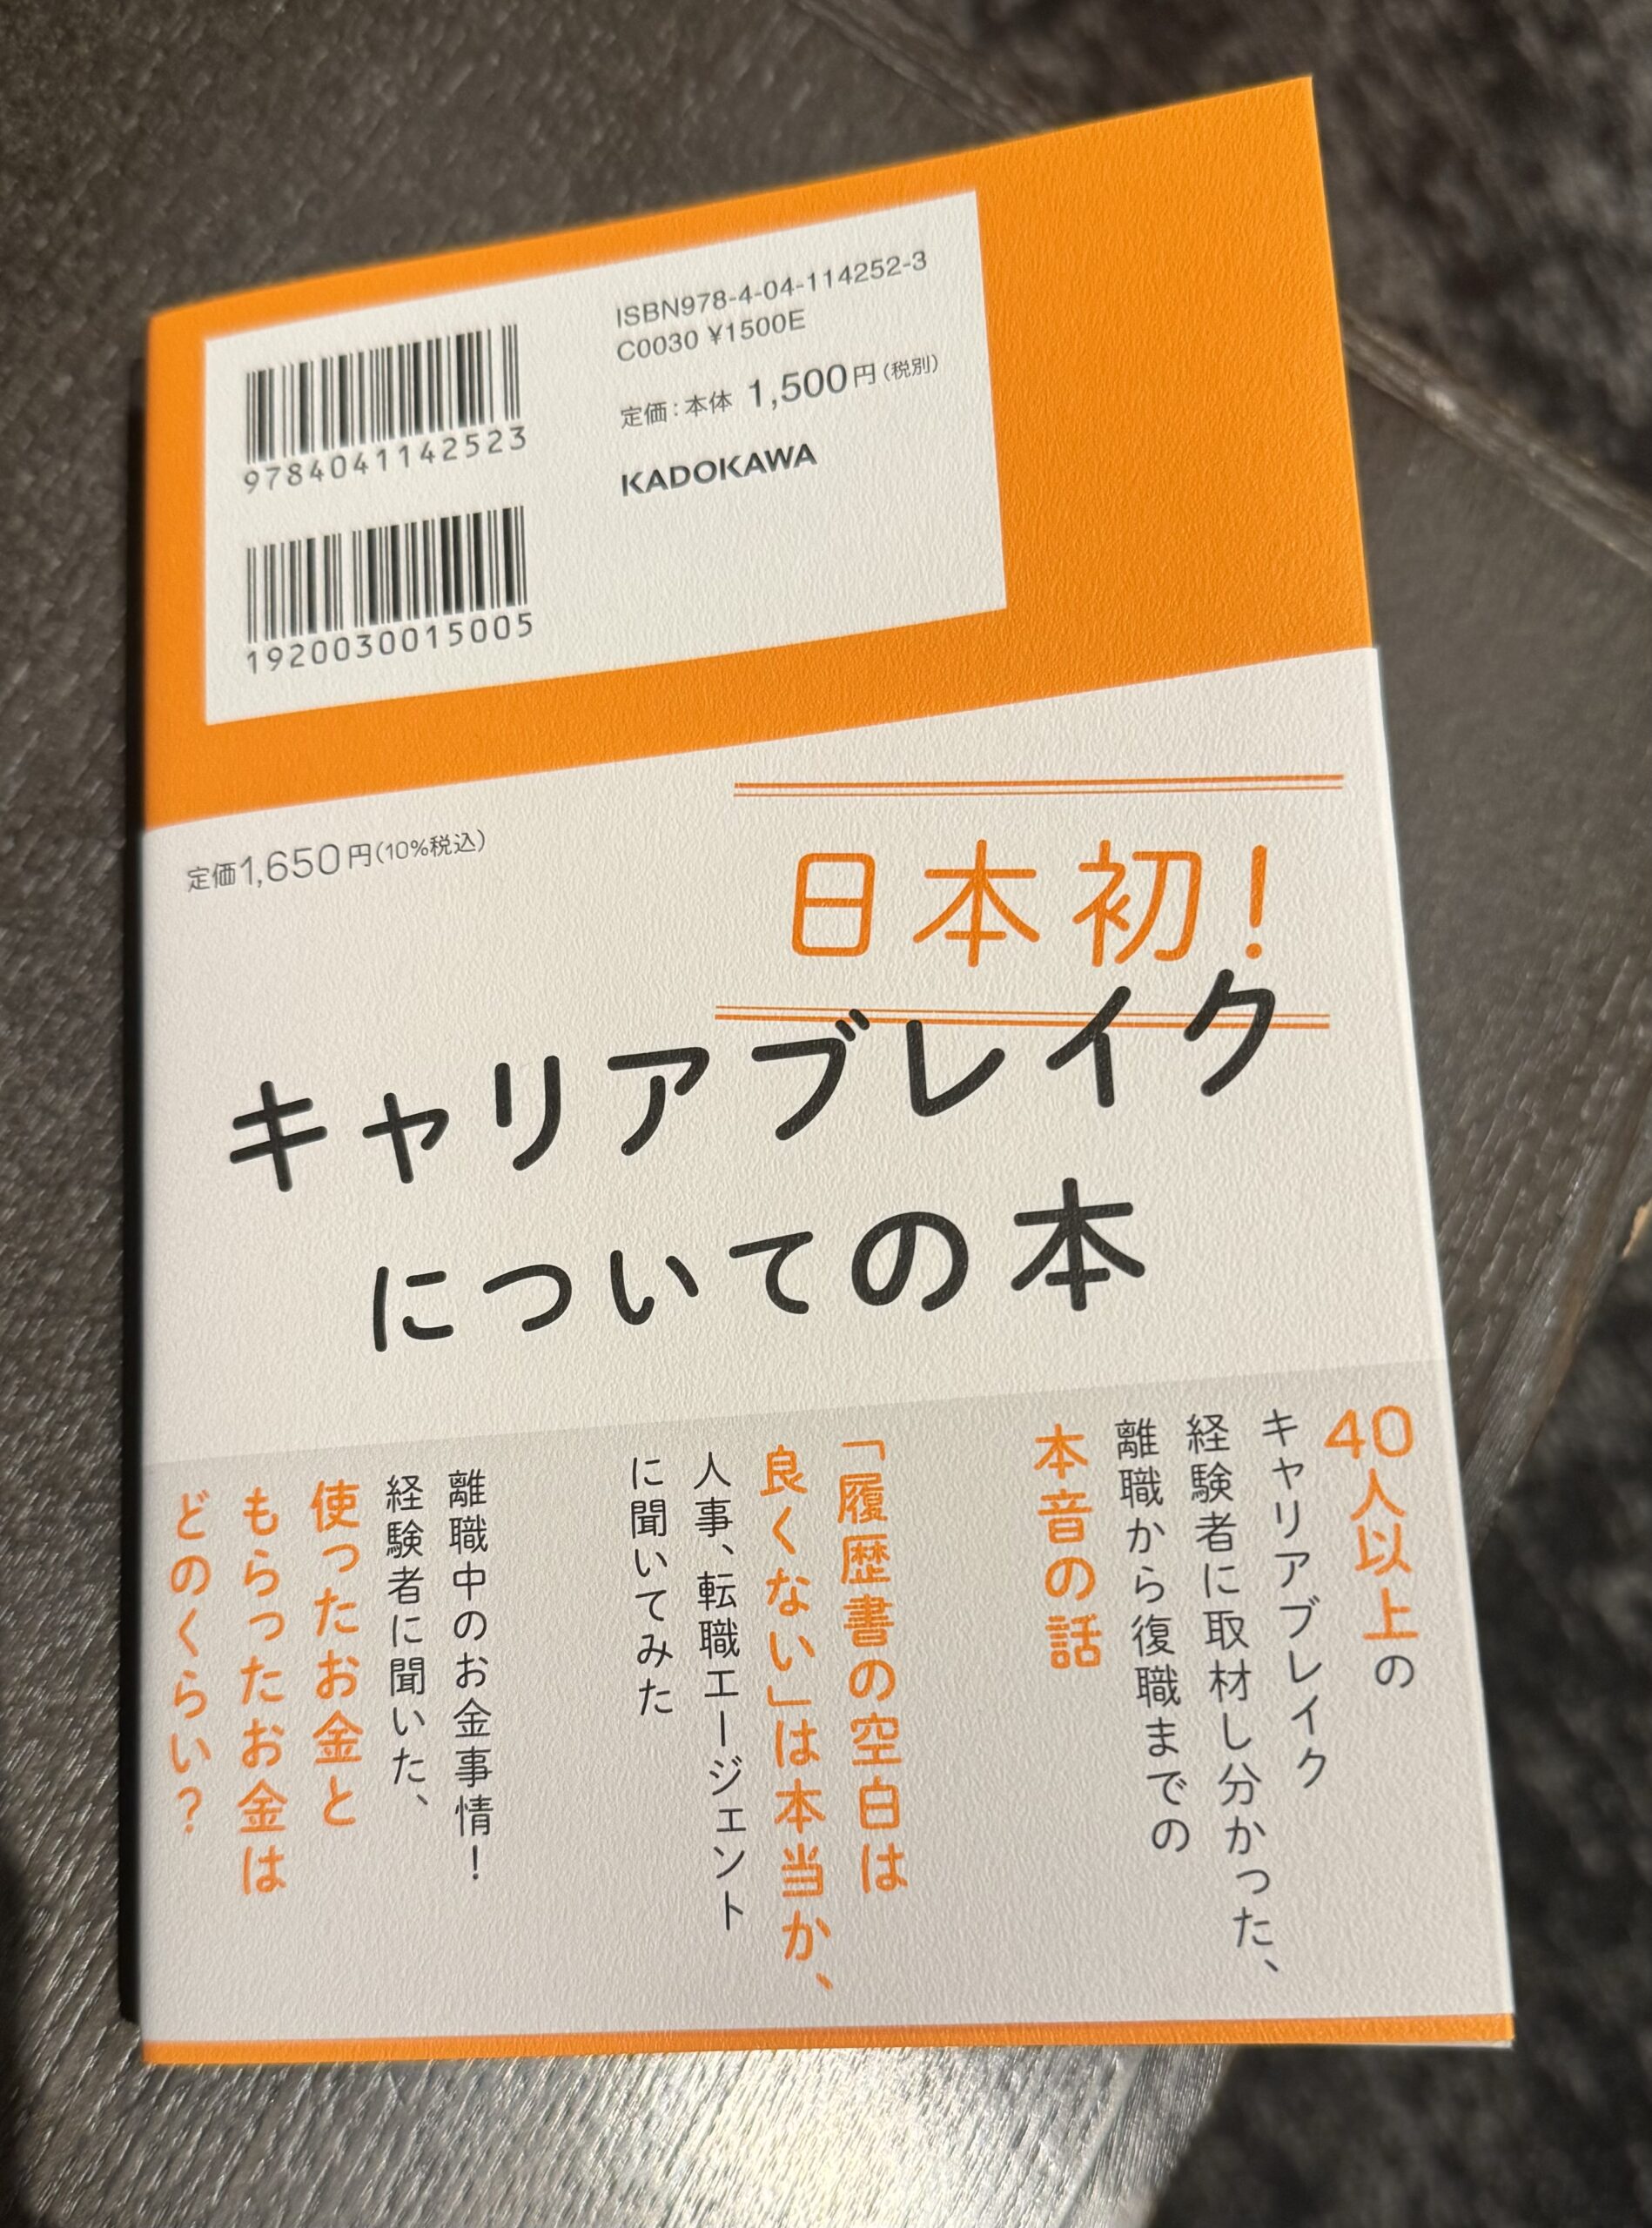 9784041142523
1920030015005
ISBN978-4-04-114252-3
C0030 ¥1500E
定価：本体 1,500円（税別）
KADOKAWA
定価1,650円（10%税込）
日本初！
キャリアブレイク
についての本
40人以上の
キャリアブレイク
経験者に取材し分かった、
離職から復職までの
本音の話
「履歴書の空白は
良くない」は本当か、
人事、転職エージェント
に聞いてみた
離職中のお金事情！
経験者に聞いた、
使ったお金と
もらったお金は
どのくらい？